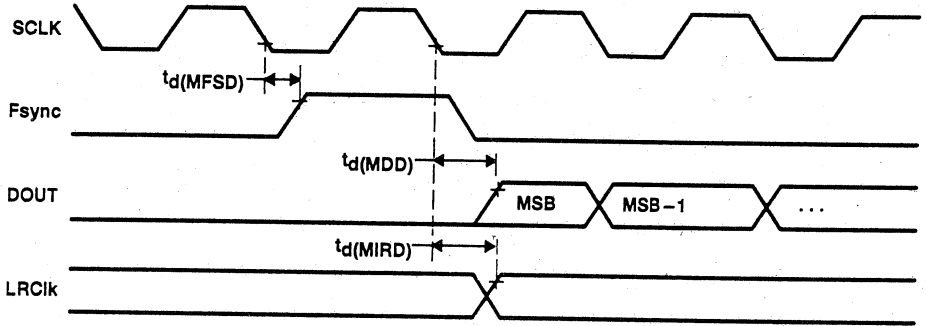 SCLK
td(MFSD)
Fsync
td(MDD)
DOUT
MSB
MSB–1
...
td(MIRD)
LRClk